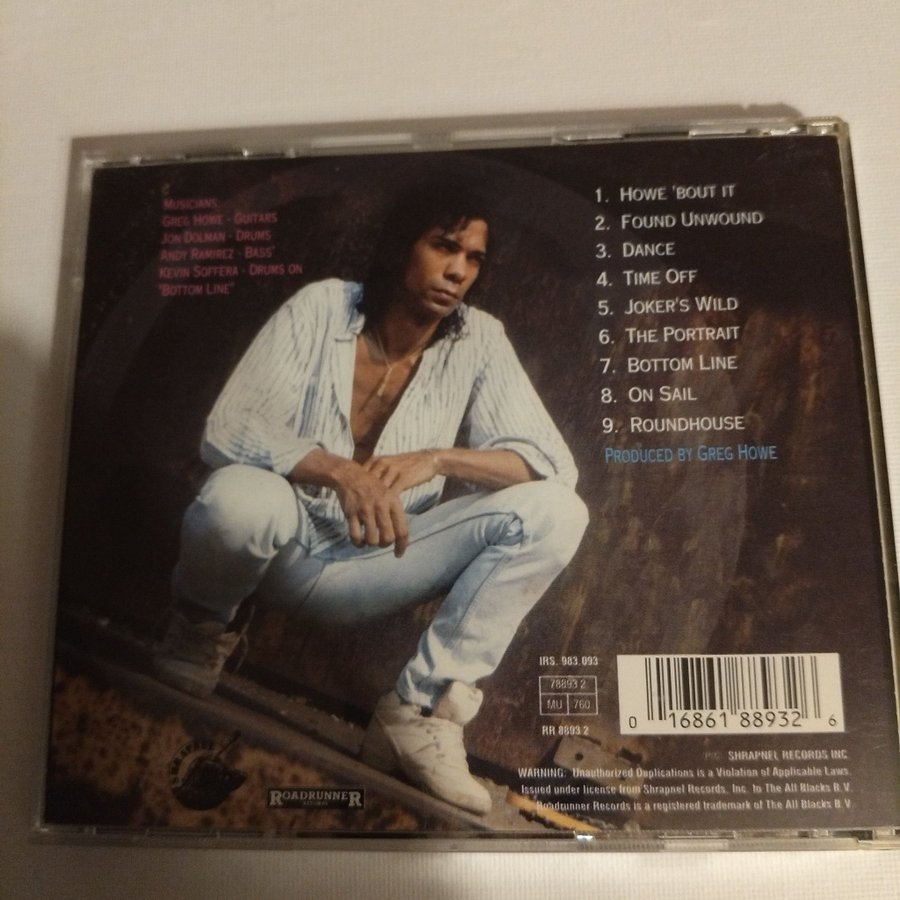 MUSICIANS
GREG HOWE - GUITARS
JON DOLMAN - DRUMS
ANDY RAMIREZ - BASS'
KEVIN SOFFERA - DRUMS ON
"BOTTOM LINE"
1. HOWE 'BOUT IT
2. FOUND UNWOUND
3. DANCE
4. TIME OFF
5. JOKER'S WILD
6. THE PORTRAIT
7. BOTTOM LINE
8. ON SAIL
9. ROUNDHOUSE
PRODUCED BY GREG HOWE
IRS. 983.093
78893 2
MU 760
RR 8893 2
0 16861 88932 6
SHRAPNEL RECORDS INC
WARNING: Unauthorized Duplications is a Violation of Applicable Laws.
Issued under license from Shrapnel Records, Inc. to The All Blacks B.V.
Roadrunner Records is a registered trademark of The All Blacks B.V.
SHRAPNEL
ROADRUNNER
RECORDS